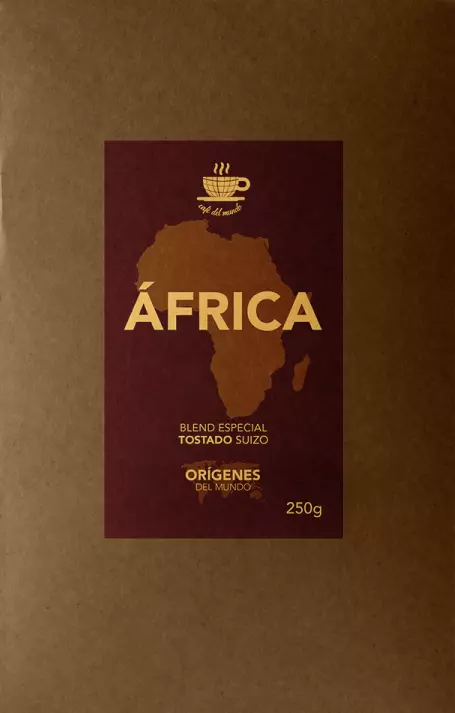 café del mundo
ÁFRICA
BLEND ESPECIAL
TOSTADO SUIZO
ORÍGENES
DEL MUNDO
250g